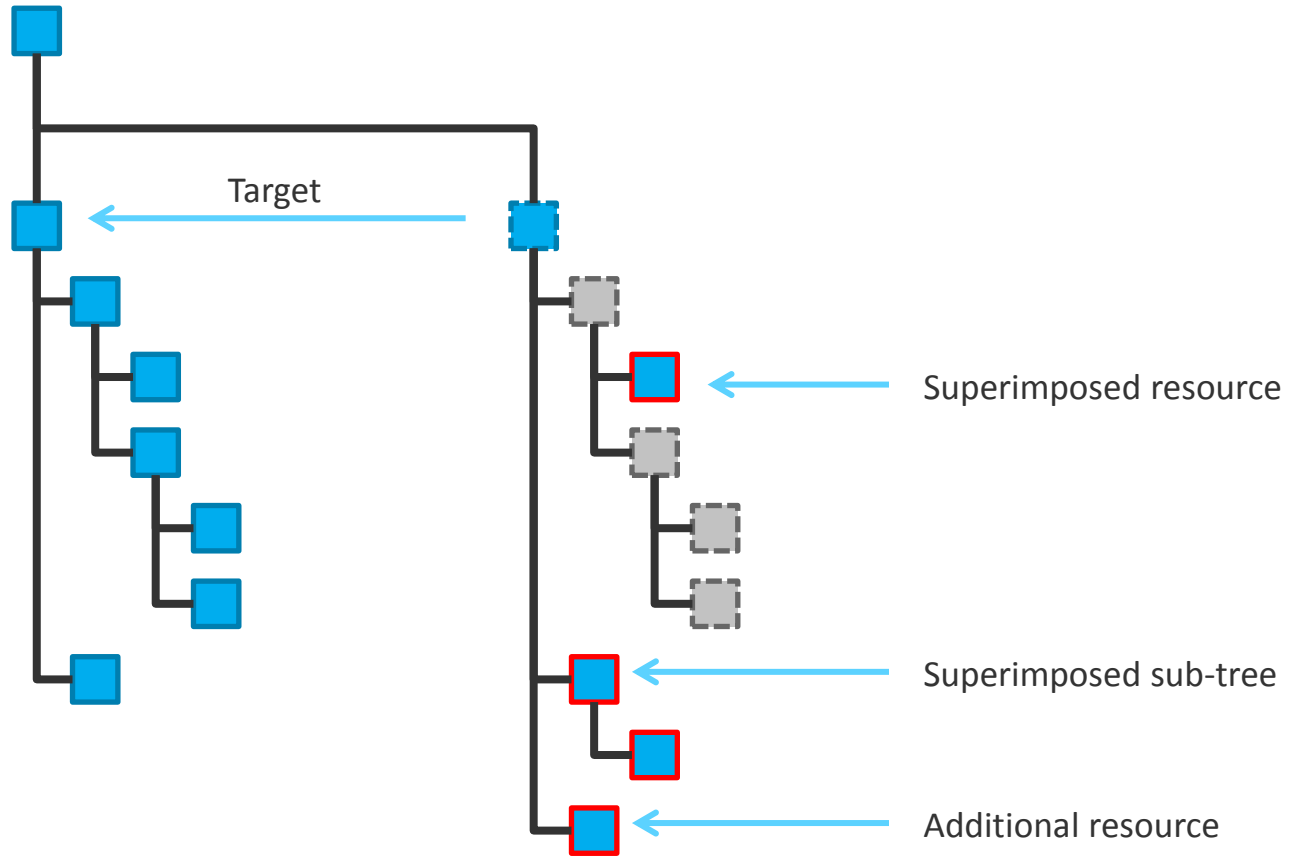 Target
Superimposed resource
Superimposed sub-tree
Additional resource